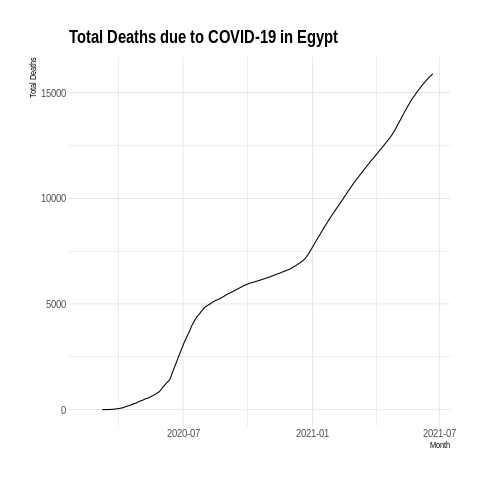 Total Deaths due to COVID-19 in Egypt
Total Deaths
15000
10000
5000
0
2020-07
2021-01
2021-07
Month